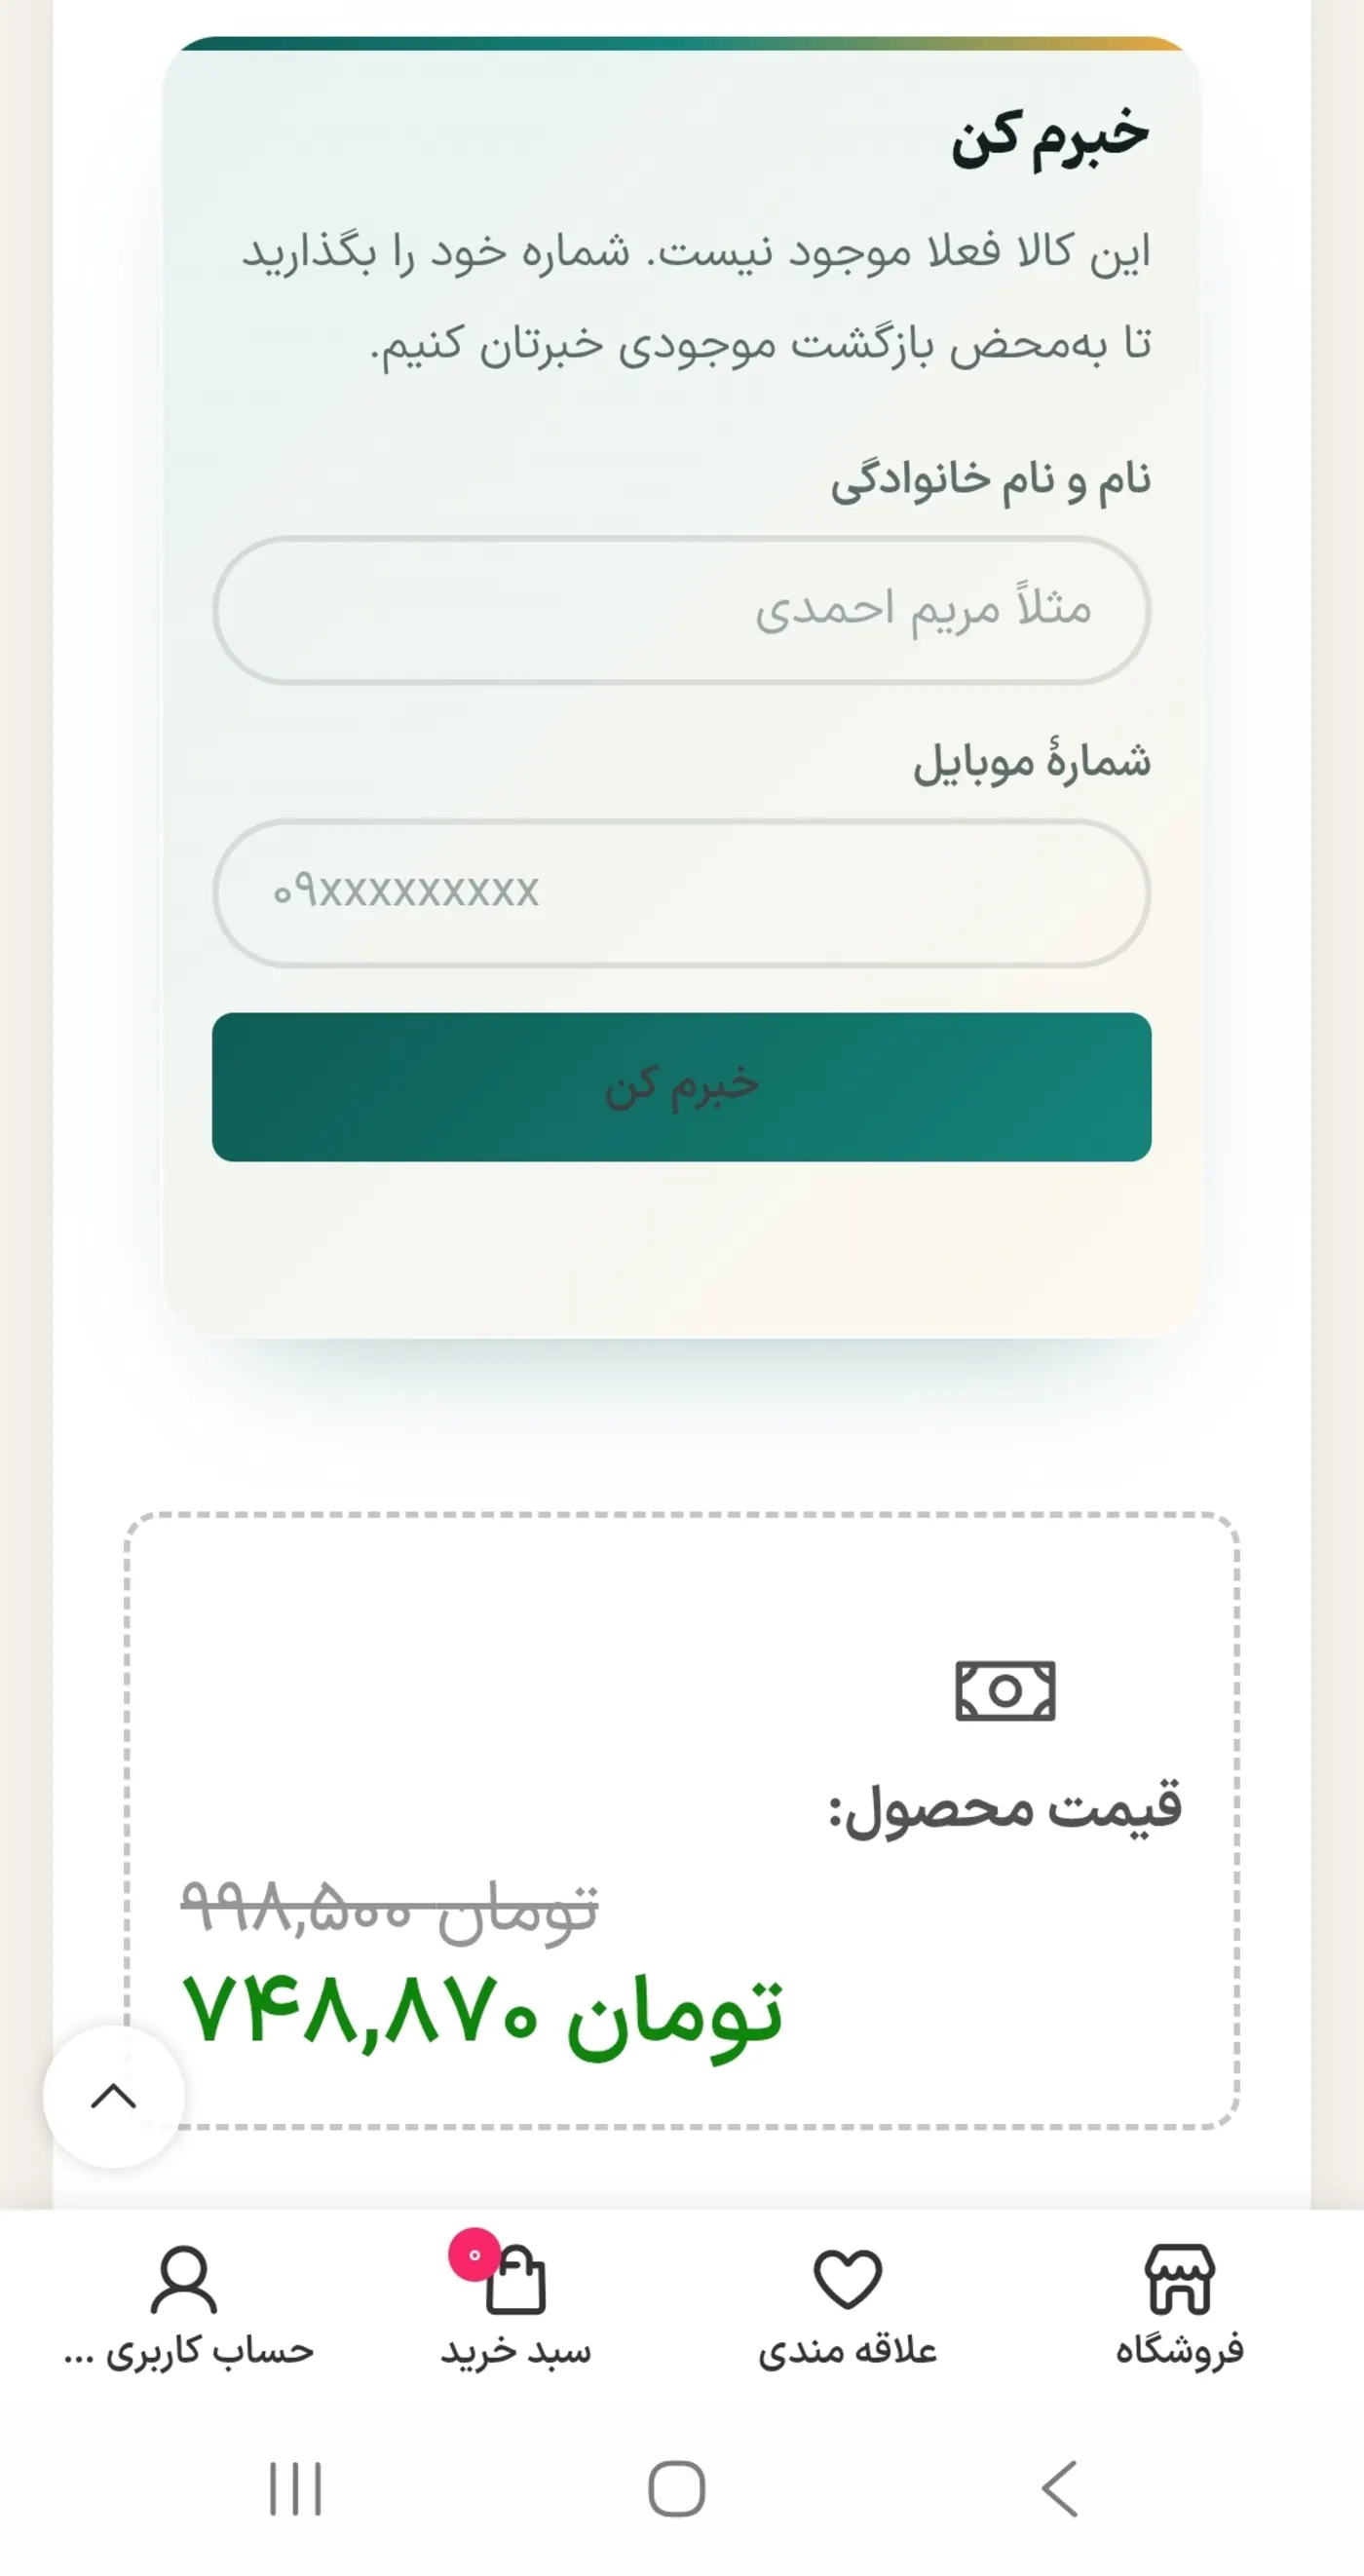 خبرم کن
این کالا فعلا موجود نیست. شماره خود را بگذارید
تا به‌محض بازگشت موجودی خبرتان کنیم.
نام و نام خانوادگی
مثلاً مریم احمدی
شمارهٔ موبایل
۰۹xxxxxxxxx
خبرم کن
قیمت محصول:
تومان ۹۹۸,۵۰۰
تومان ۷۴۸,۸۷۰
فروشگاه
علاقه مندی
۰
سبد خرید
حساب کاربری ...